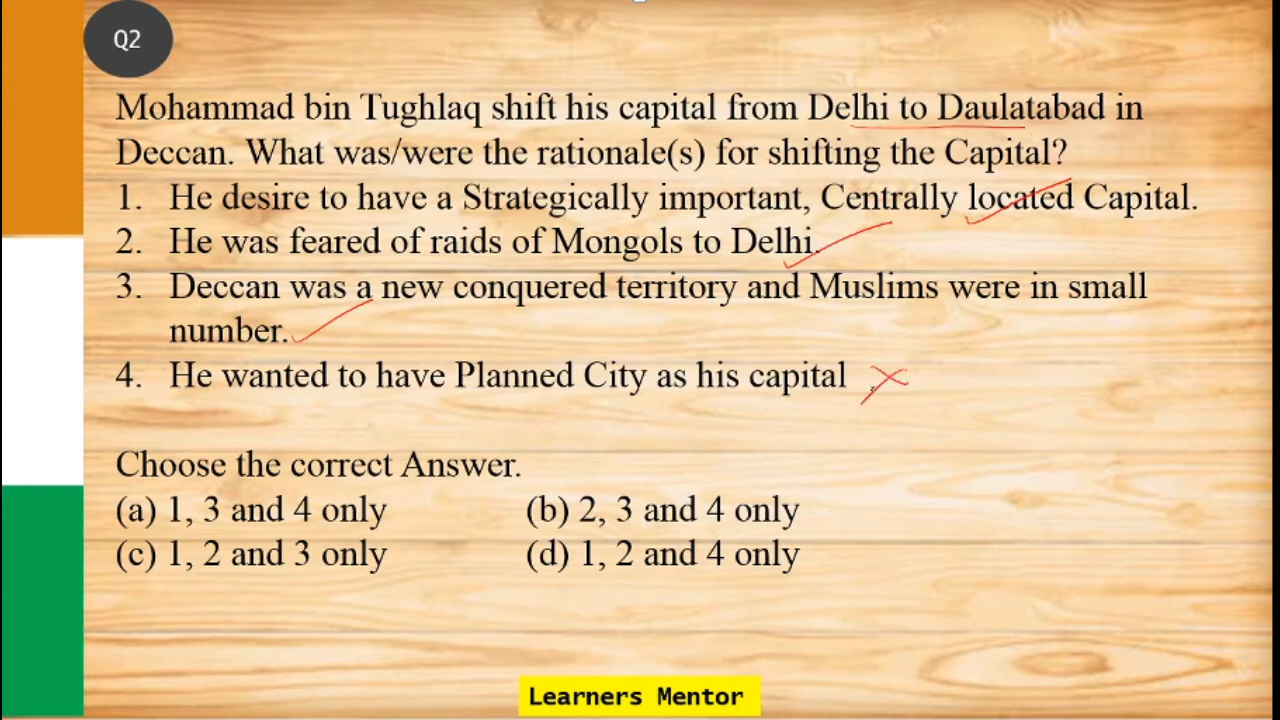 Q2
Mohammad bin Tughlaq shift his capital from Delhi to Daulatabad in
Deccan. What was/were the rationale(s) for shifting the Capital?
1. He desire to have a Strategically important, Centrally located Capital.
2. He was feared of raids of Mongols to Delhi.
3. Deccan was a new conquered territory and Muslims were in small
number.
4. He wanted to have Planned City as his capital
Choose the correct Answer.
(a) 1, 3 and 4 only (b) 2, 3 and 4 only
(c) 1, 2 and 3 only (d) 1, 2 and 4 only
Learners Mentor